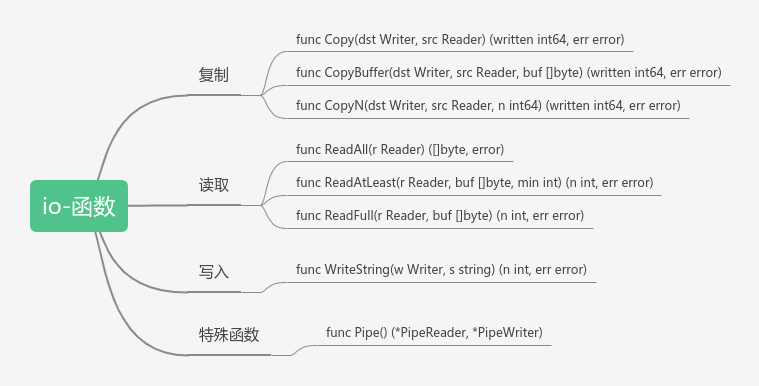 io-函数
复制
func Copy(dst Writer, src Reader) (written int64, err error)
func CopyBuffer(dst Writer, src Reader, buf []byte) (written int64, err error)
func CopyN(dst Writer, src Reader, n int64) (written int64, err error)
读取
func ReadAll(r Reader) ([]byte, error)
func ReadAtLeast(r Reader, buf []byte, min int) (n int, err error)
func ReadFull(r Reader, buf []byte) (n int, err error)
写入
func WriteString(w Writer, s string) (n int, err error)
特殊函数
func Pipe() (*PipeReader, *PipeWriter)